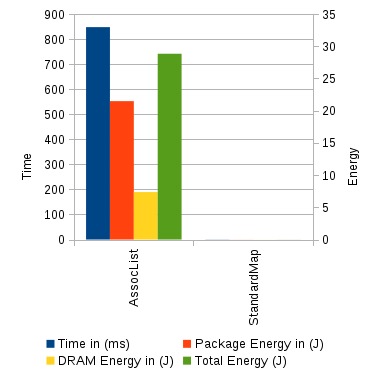 900 35
800 30
700 25
600 20
500
400 15
300 10
200 5
100
0 0
Time
Energy
AssocList
StandardMap
Time in (ms) Package Energy in (J)
DRAM Energy in (J) Total Energy (J)